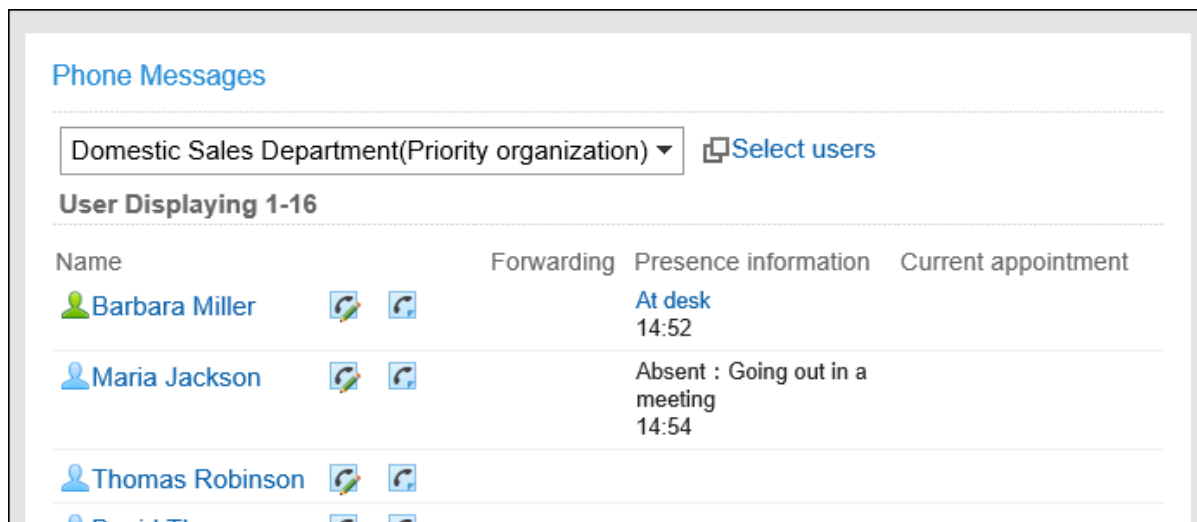 Phone Messages
Domestic Sales Department(Priority organization)
Select users
User Displaying 1-16
Name Forwarding Presence information Current appointment
Barbara Miller At desk
14:52
Maria Jackson Absent : Going out in a
meeting
14:54
Thomas Robinson